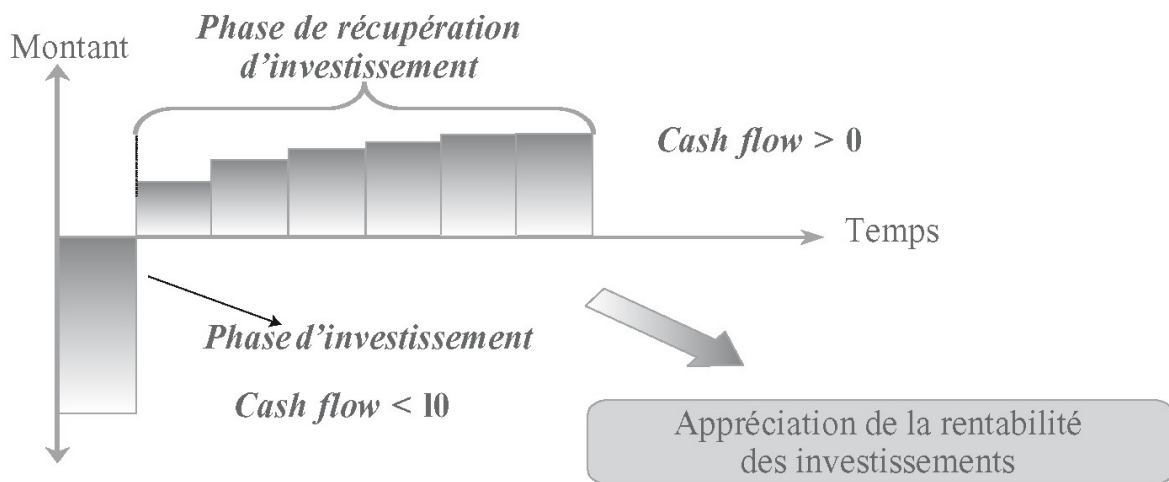 Phase de récupération
d’investissement
Montant
Cash flow > 0
Temps
Phase d’investissement
Cash flow < 10
Appréciation de la rentabilité
des investissements